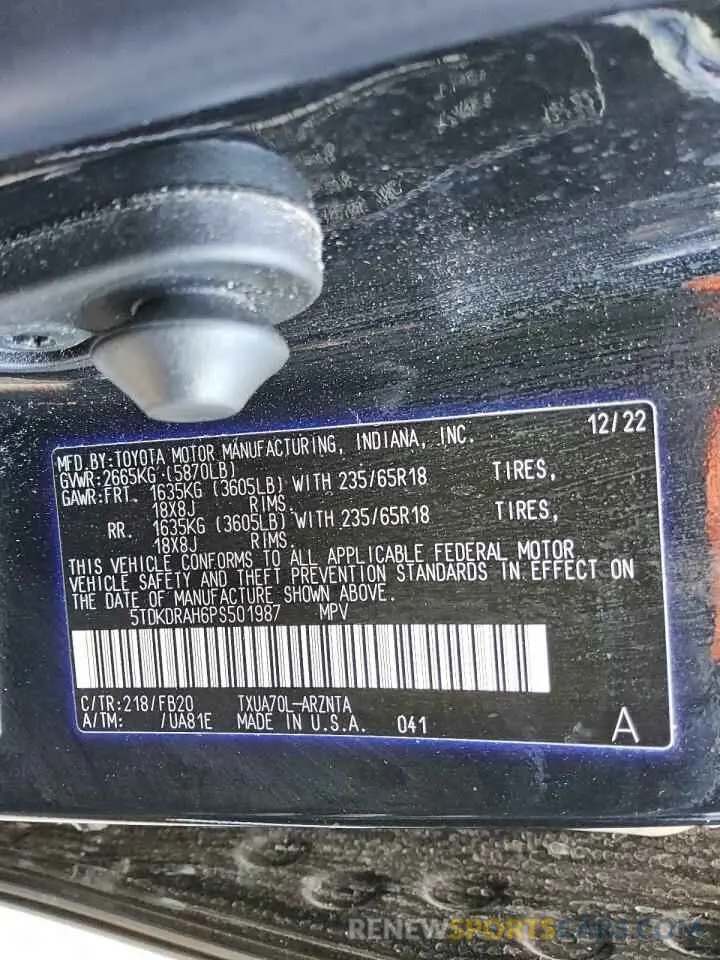 MFD.BY:TOYOTA MOTOR MANUFACTURING, INDIANA, INC. 12/22
GVWR:2665KG (5870LB)
GAWR:FRT. 1635KG (3605LB) WITH 235/65R18 TIRES,
18X8J RIMS.
RR. 1635KG (3605LB) WITH 235/65R18 TIRES,
18X8J RIMS.
THIS VEHICLE CONFORMS TO ALL APPLICABLE FEDERAL MOTOR
VEHICLE SAFETY AND THEFT PREVENTION STANDARDS IN EFFECT ON
THE DATE OF MANUFACTURE SHOWN ABOVE.
5TDKDRAH6PS501987 MPV
C/TR:218/FB20 TXUA70L-ARZNTA
A/TM: /UA81E MADE IN U.S.A. 041 A
RENEWSPORTSCARS.COM